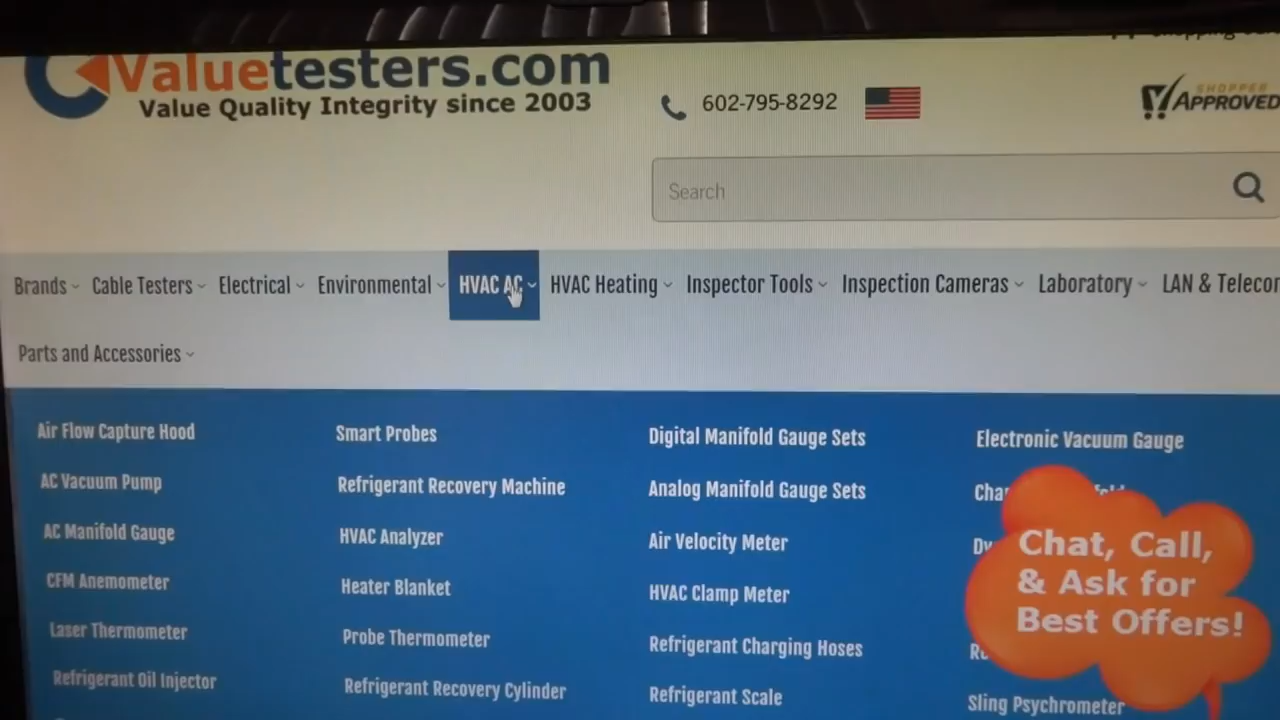 Valuetesters.com
Value Quality Integrity since 2003
602-795-8292
SHOPPER
APPROVED
Search
Brands Cable Testers Electrical Environmental HVAC AC HVAC Heating Inspector Tools Inspection Cameras Laboratory LAN &
Parts and Accessories
Air Flow Capture Hood Smart Probes Digital Manifold Gauge Sets Electronic Vacuum Gauge
AC Vacuum Pump Refrigerant Recovery Machine Analog Manifold Gauge Sets
AC Manifold Gauge HVAC Analyzer Air Velocity Meter
CFM Anemometer Heater Blanket HVAC Clamp Meter
Laser Thermometer Probe Thermometer Refrigerant Charging Hoses
Refrigerant Oil Injector Refrigerant Recovery Cylinder Refrigerant Scale Sling Psychrometer
Chat, Call,
& Ask for
Best Offers!